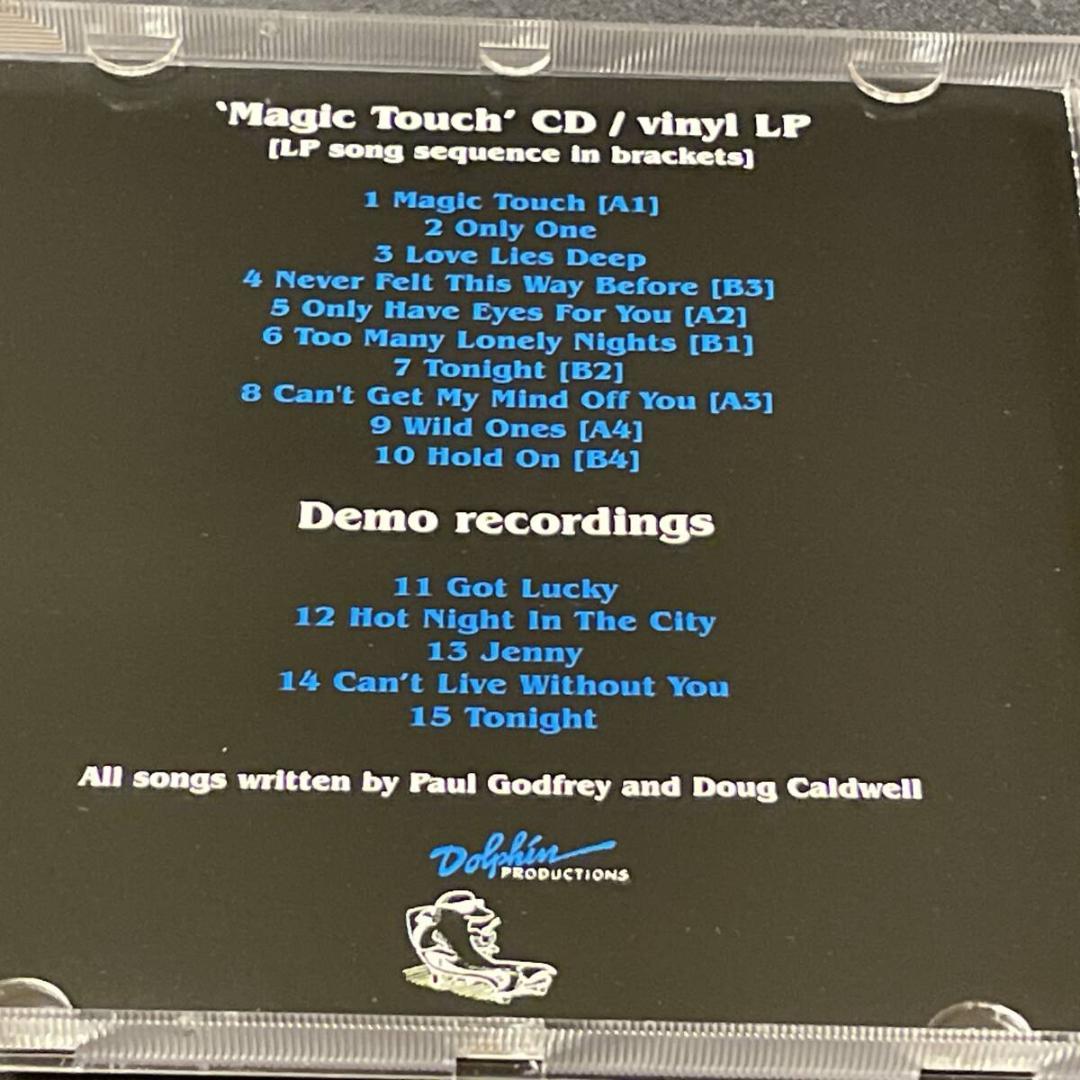 ‘Magic Touch’ CD / vinyl LP
[LP song sequence in brackets]
1 Magic Touch [A1]
2 Only One
3 Love Lies Deep
4 Never Felt This Way Before [B3]
5 Only Have Eyes For You [A2]
6 Too Many Lonely Nights [B1]
7 Tonight [B2]
8 Can't Get My Mind Off You [A3]
9 Wild Ones [A4]
10 Hold On [B4]
Demo recordings
11 Got Lucky
12 Hot Night In The City
13 Jenny
14 Can’t Live Without You
15 Tonight
All songs written by Paul Godfrey and Doug Caldwell
Dolphin
PRODUCTIONS